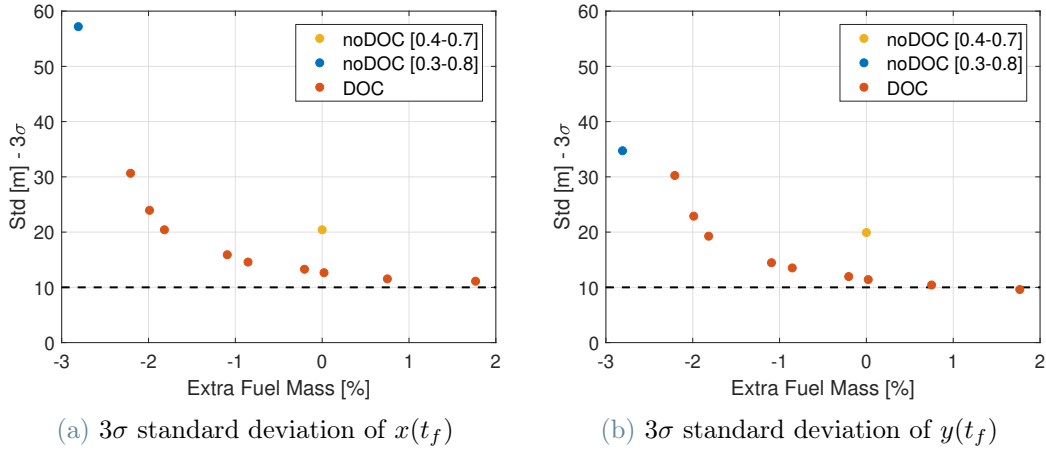 60
50
40
30
20
10
0
-3
-2
-1
0
1
2
Std [m] - 3σ
Extra Fuel Mass [%]
noDOC [0.4-0.7]
noDOC [0.3-0.8]
DOC
(a) 3σ standard deviation of x(t_f)
60
50
40
30
20
10
0
-3
-2
-1
0
1
2
Std [m] - 3σ
Extra Fuel Mass [%]
noDOC [0.4-0.7]
noDOC [0.3-0.8]
DOC
(b) 3σ standard deviation of y(t_f)